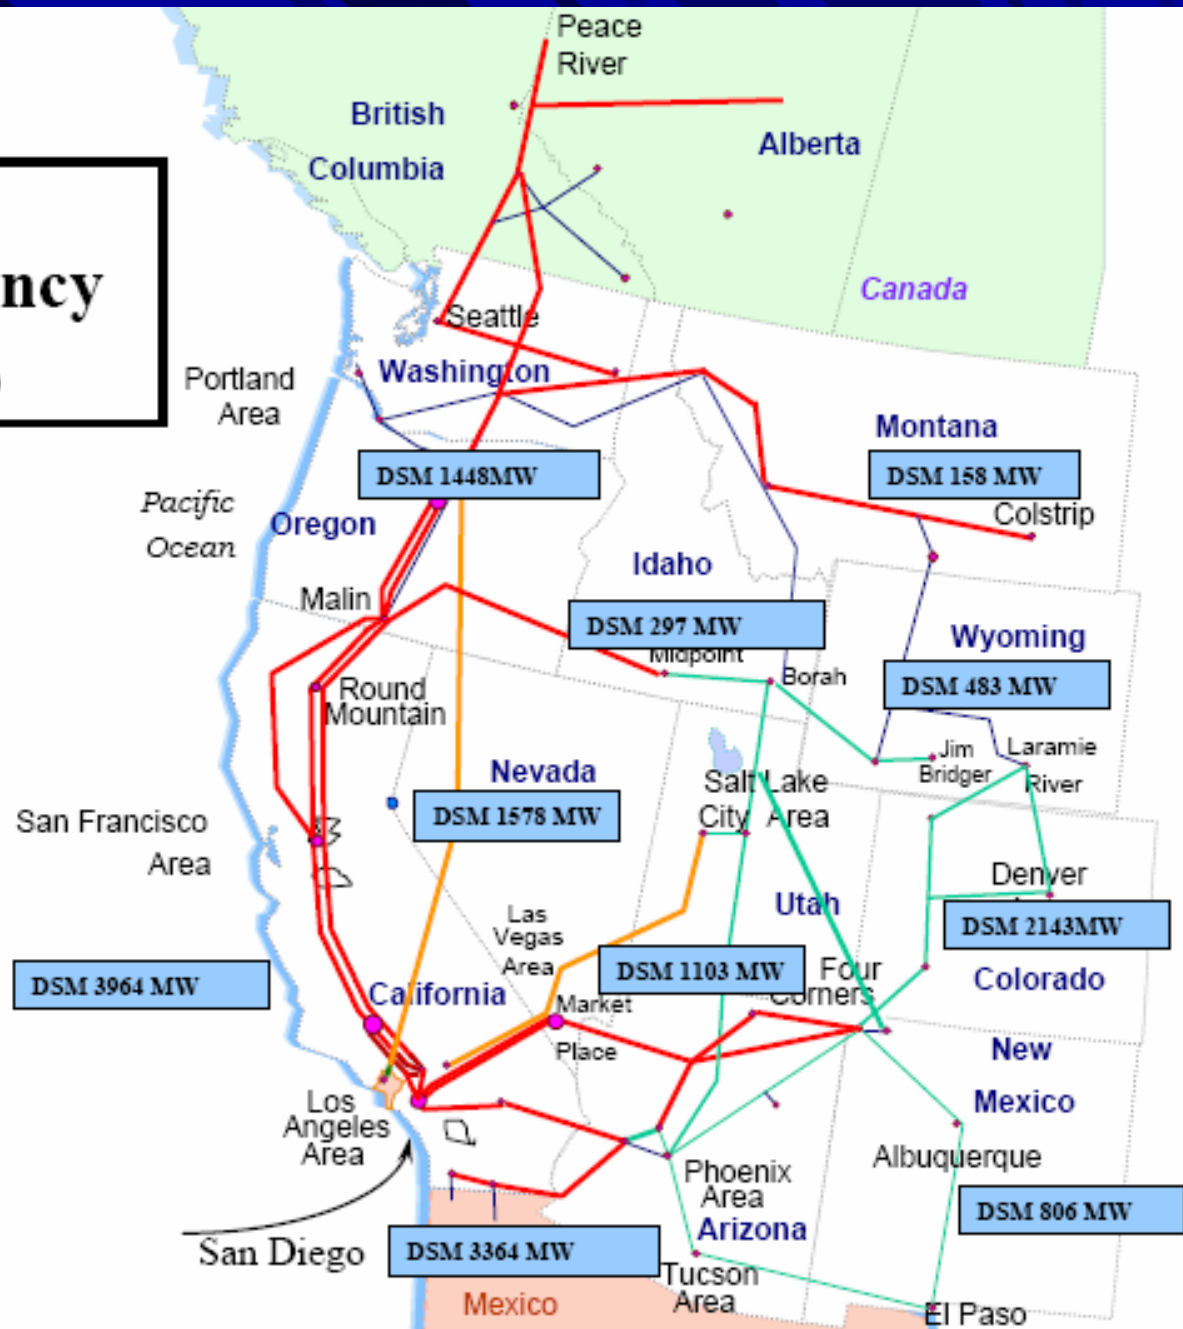 Peace
River
British
Columbia
Alberta
ncy
)
Canada
Seattle
Portland
Area
Washington
Montana
DSM 1448MW
DSM 158 MW
Pacific
Ocean
Oregon
Colstrip
Idaho
Malin
DSM 297 MW
Wyoming
Midpoint
Borah
DSM 483 MW
Round
Mountain
Jim
Bridger
Laramie
River
Nevada
Salt Lake
City Area
DSM 1578 MW
San Francisco
Area
Denver
Utah
Las
Vegas
Area
DSM 2143MW
DSM 3964 MW
DSM 1103 MW
Four
Corners
Colorado
California
Market
Place
New
Mexico
Los
Angeles
Area
Albuquerque
Phoenix
Area
Arizona
DSM 806 MW
San Diego
DSM 3364 MW
Tucson
Area
Mexico
El Paso